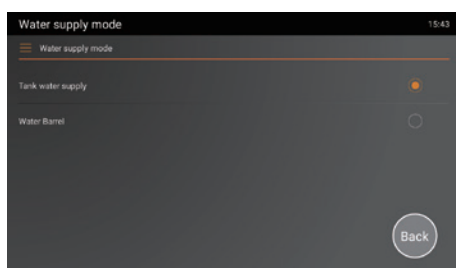 Water supply mode 15:43
Water supply mode
Tank water supply
Water Barrel
Back